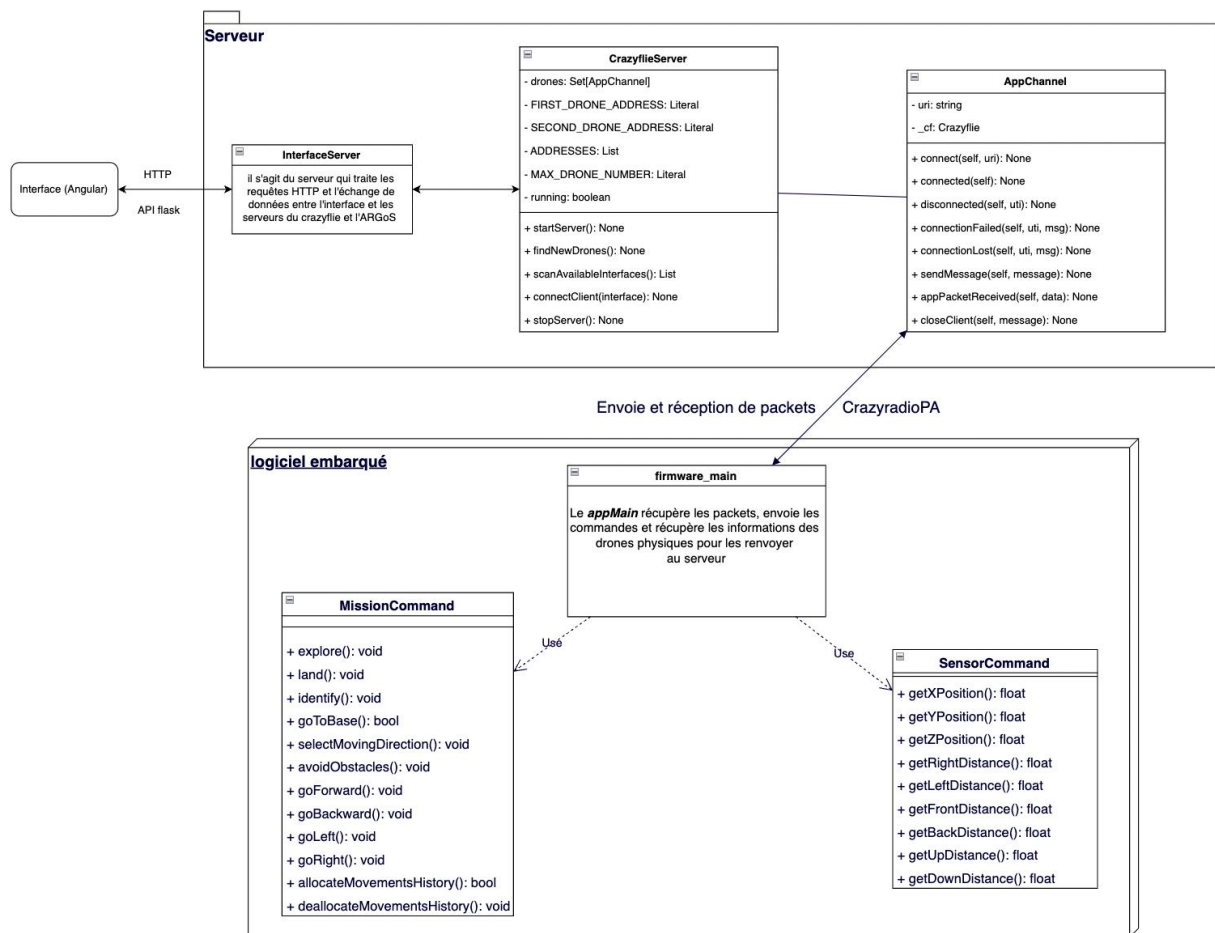 Serveur
CrazyflieServer
- drones: Set[AppChannel]
- FIRST_DRONE_ADDRESS: Literal
- SECOND_DRONE_ADDRESS: Literal
- ADDRESSES: List
- MAX_DRONE_NUMBER: Literal
- running: boolean
+ startServer(): None
+ findNewDrones(): None
+ scanAvailableInterfaces(): List
+ connectClient(interface): None
+ stopServer(): None
AppChannel
- uri: string
- _cf: Crazyflie
+ connect(self, uri): None
+ connected(self): None
+ disconnected(self, uti): None
+ connectionFailed(self, uti, msg): None
+ connectionLost(self, uti, msg): None
+ sendMessage(self, message): None
+ appPacketReceived(self, data): None
+ closeClient(self, message): None
InterfaceServer
il s'agit du serveur qui traite les
requêtes HTTP et l'échange de
données entre l'interface et les
serveurs du crazyflie et l'ARGoS
Interface (Angular)
HTTP
API flask
Envoie et réception de packets
CrazyradioPA
logiciel embarqué
firmware_main
Le appMain récupère les packets, envoie les
commandes et récupère les informations des
drones physiques pour les renvoyer
au serveur
Use
Use
MissionCommand
+ explore(): void
+ land(): void
+ identify(): void
+ goToBase(): bool
+ selectMovingDirection(): void
+ avoidObstacles(): void
+ goForward(): void
+ goBackward(): void
+ goLeft(): void
+ goRight(): void
+ allocateMovementsHistory(): bool
+ deallocateMovementsHistory(): void
SensorCommand
+ getXPosition(): float
+ getYPosition(): float
+ getZPosition(): float
+ getRightDistance(): float
+ getLeftDistance(): float
+ getFrontDistance(): float
+ getBackDistance(): float
+ getUpDistance(): float
+ getDownDistance(): float